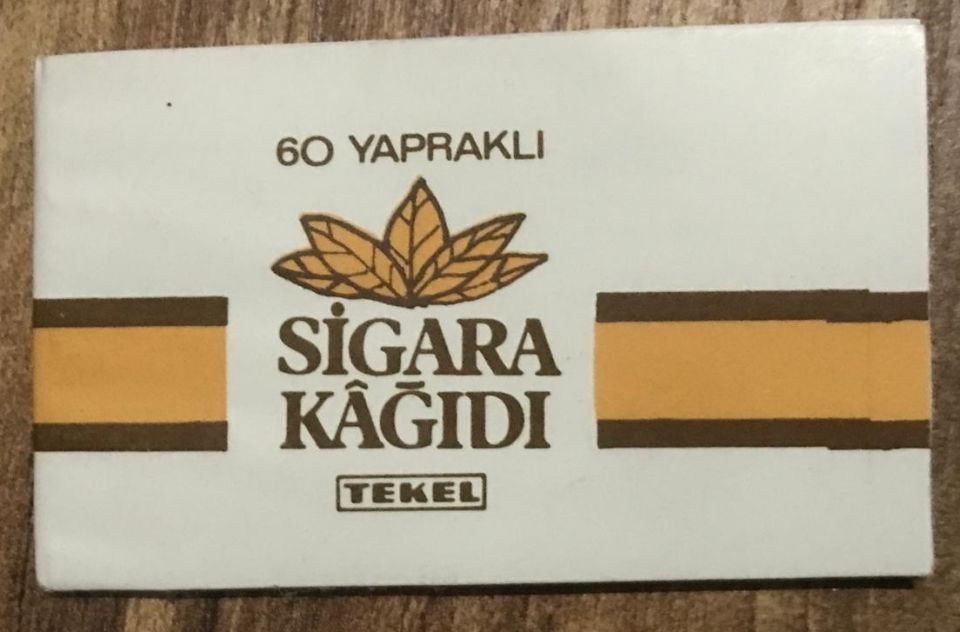 60 YAPRAKLI
SİGARA
KÂĞIDI
TEKEL